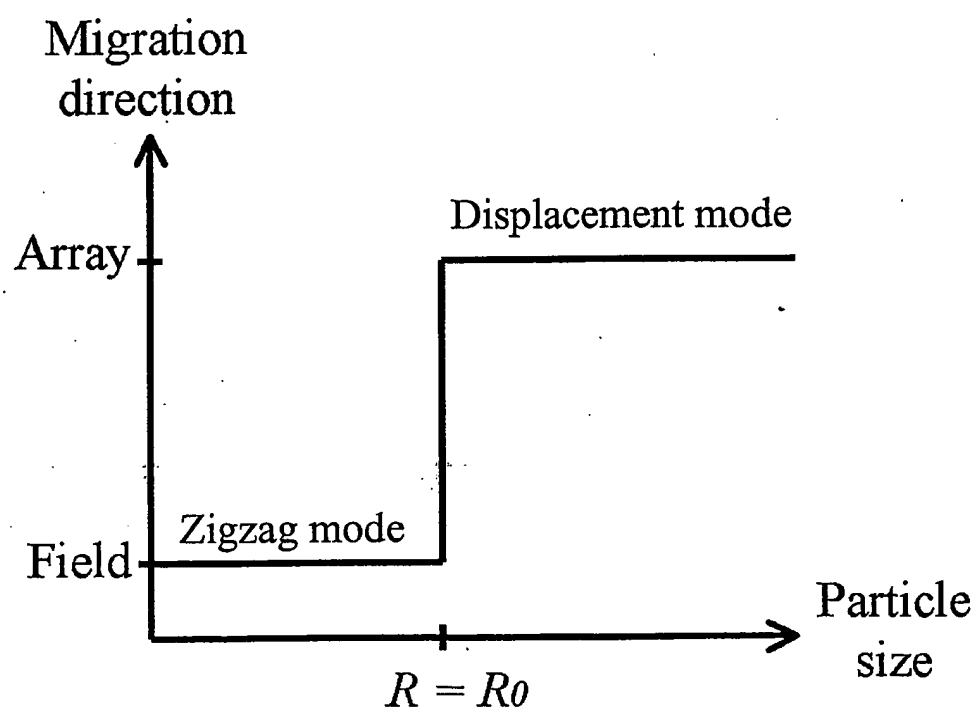 Migration
direction
Displacement mode
Array
Zigzag mode
Field
Particle
size
R = R0